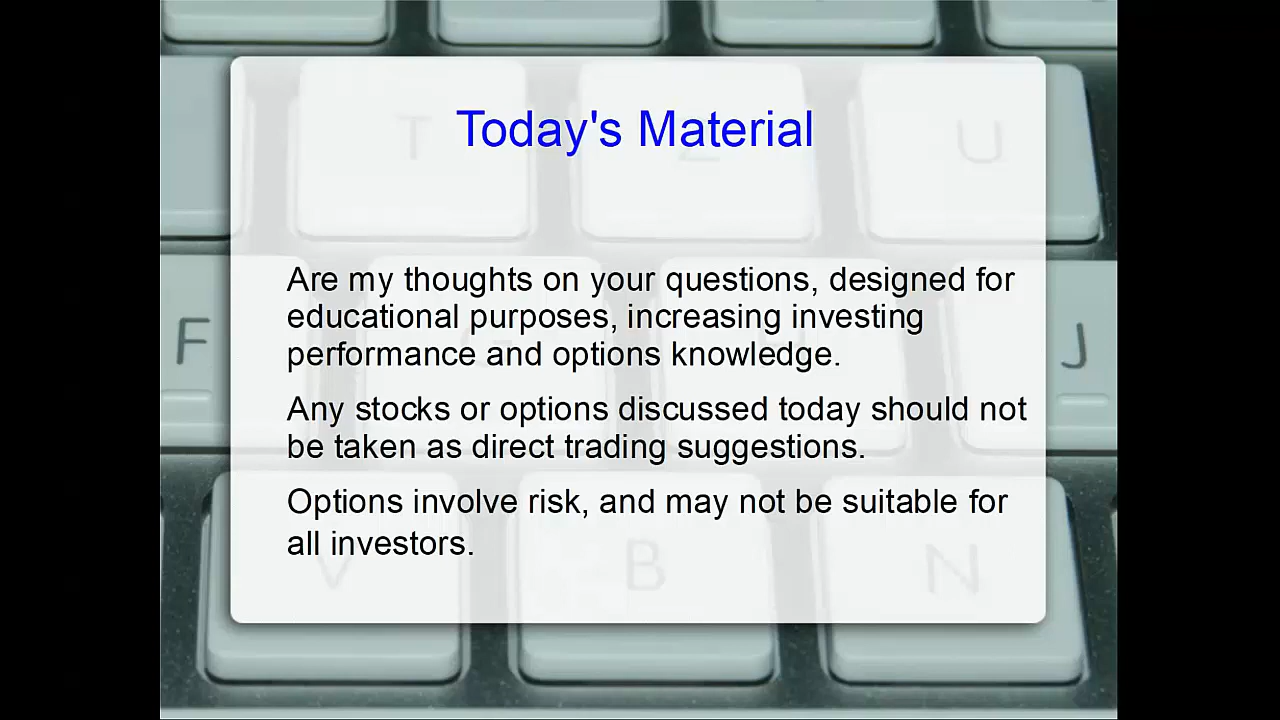 T
Z
U
Today's Material
Are my thoughts on your questions, designed for
educational purposes, increasing investing
F
G
H
J
performance and options knowledge.
Any stocks or options discussed today should not
be taken as direct trading suggestions.
Options involve risk, and may not be suitable for
all investors.
V
B
N